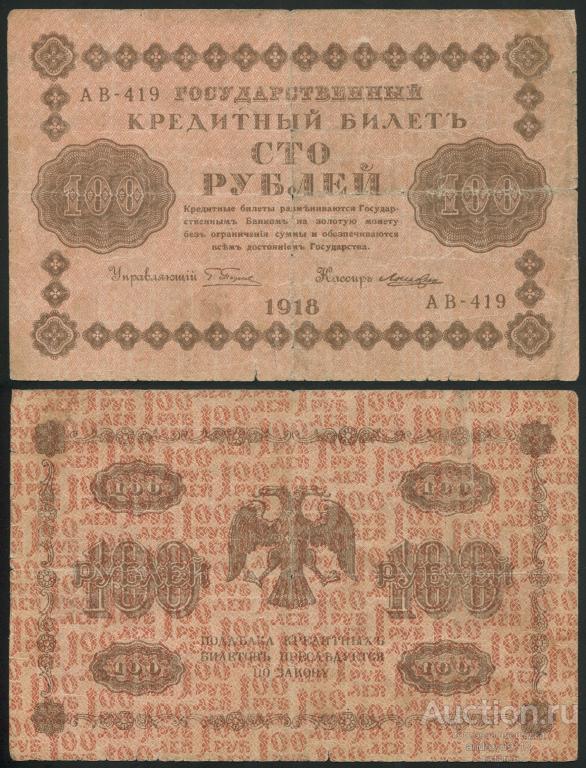 АВ-419 ГОСУДАРСТВЕННЫЙ
КРЕДИТНЫЙ БИЛЕТЪ
СТО
РУБЛЕЙ
100 100
Кредитные билеты размѣниваются Государ-
ственнымъ Банкомъ на золотую монету
безъ ограниченія суммы и обезпечиваются
всѣмъ достояніемъ Государства.
Управляющій Кассиръ
1918 АВ-419
100 100
100 100
РУБЛЕЙ РУБЛЕЙ
ПОДДѢЛКА КРЕДИТНЫХЪ
БИЛЕТОВЪ ПРЕСЛѢДУЕТСЯ
ПО ЗАКОНУ
100 100
Auction.ru